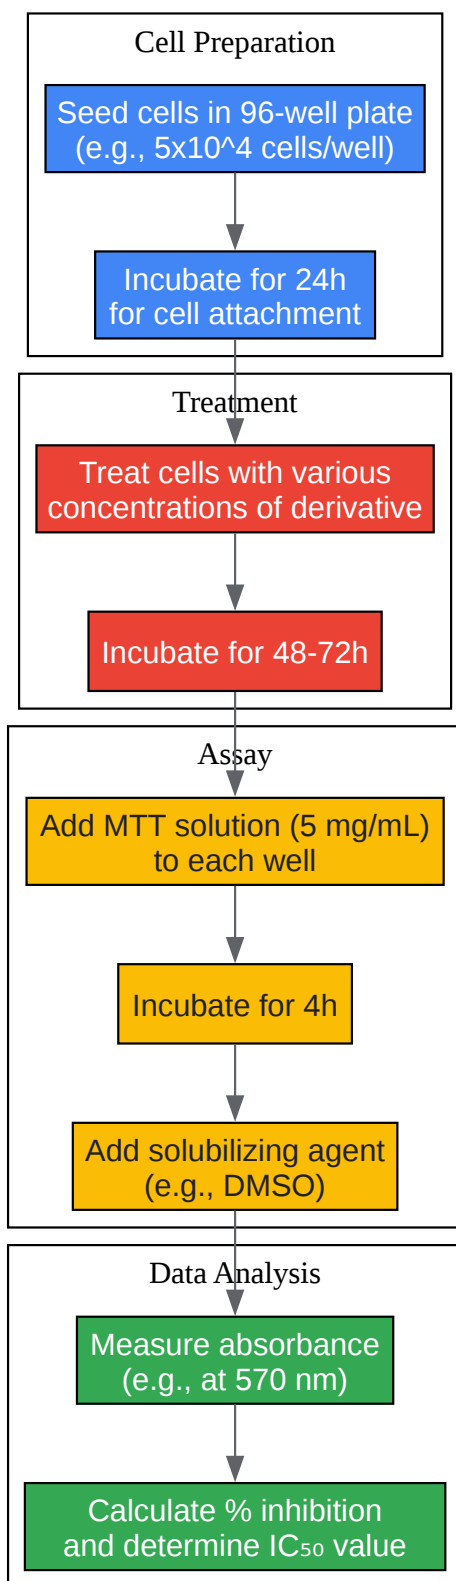 Cell Preparation
Seed cells in 96-well plate
(e.g., 5x10^4 cells/well)
Incubate for 24h
for cell attachment
Treatment
Treat cells with various
concentrations of derivative
Incubate for 48-72h
Assay
Add MTT solution (5 mg/mL)
to each well
Incubate for 4h
Add solubilizing agent
(e.g., DMSO)
Data Analysis
Measure absorbance
(e.g., at 570 nm)
Calculate % inhibition
and determine IC₅₀ value